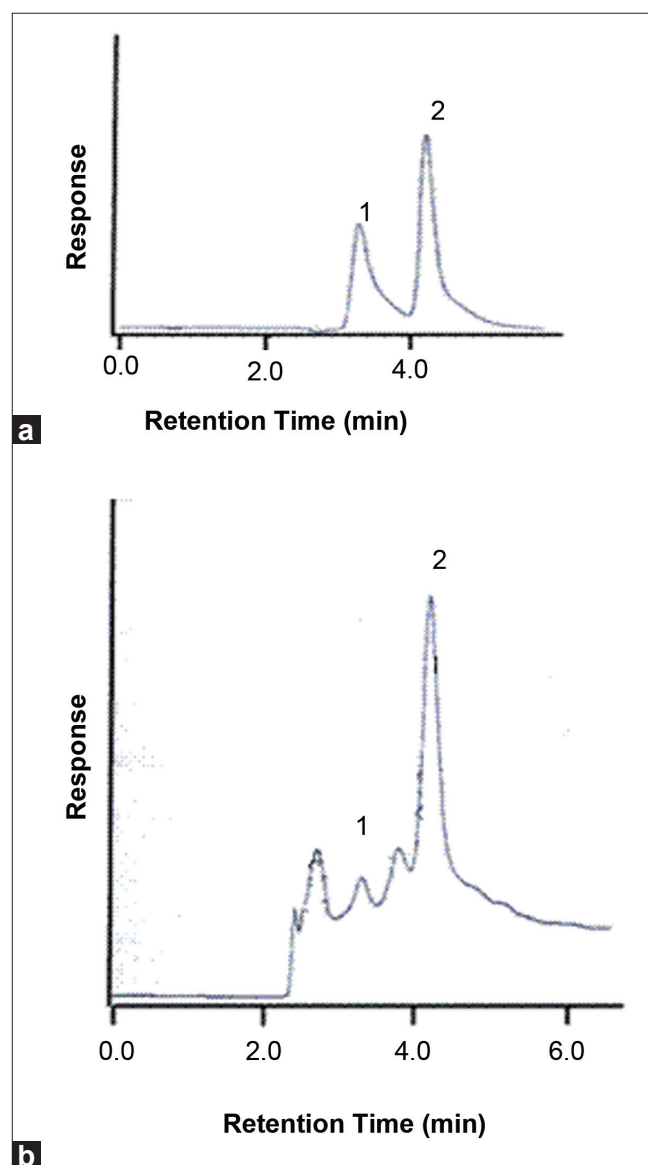 2
1
Response
0.0 2.0 4.0
Retention Time (min)
a
2
1
Response
0.0 2.0 4.0 6.0
Retention Time (min)
b